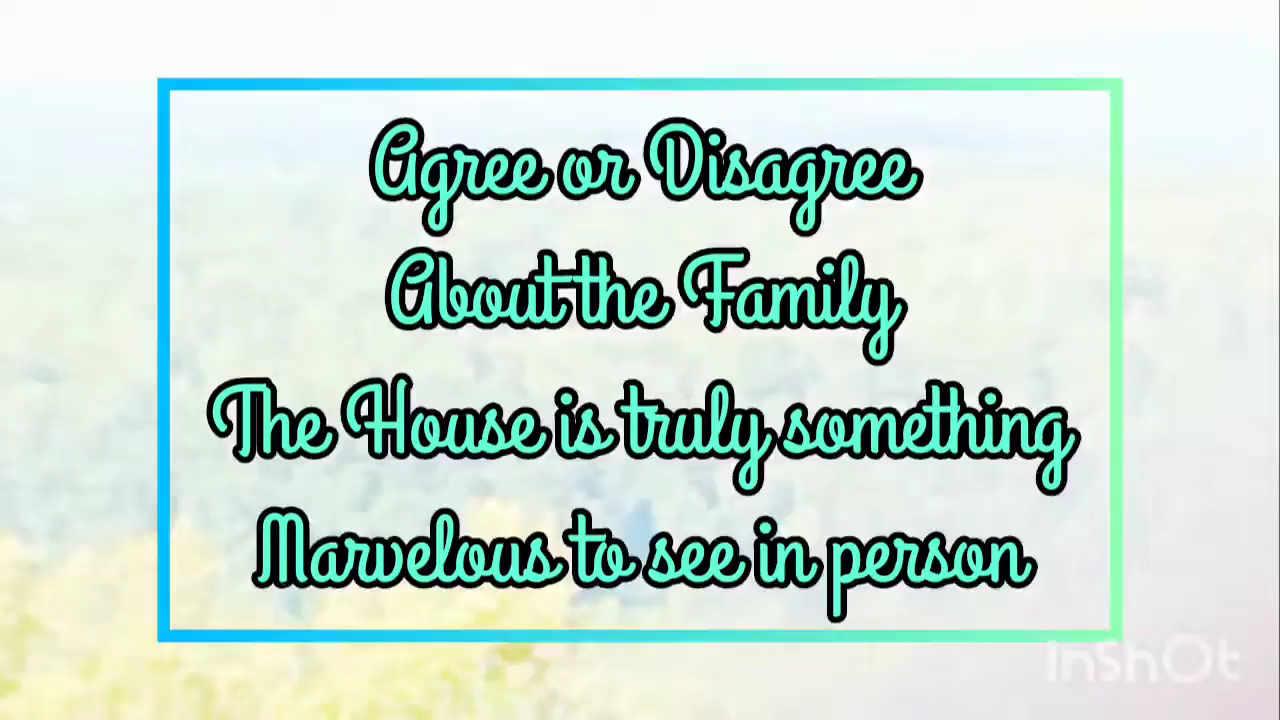 Agree or Disagree
About the Family
The House is truly something
Marvelous to see in person
InShOt